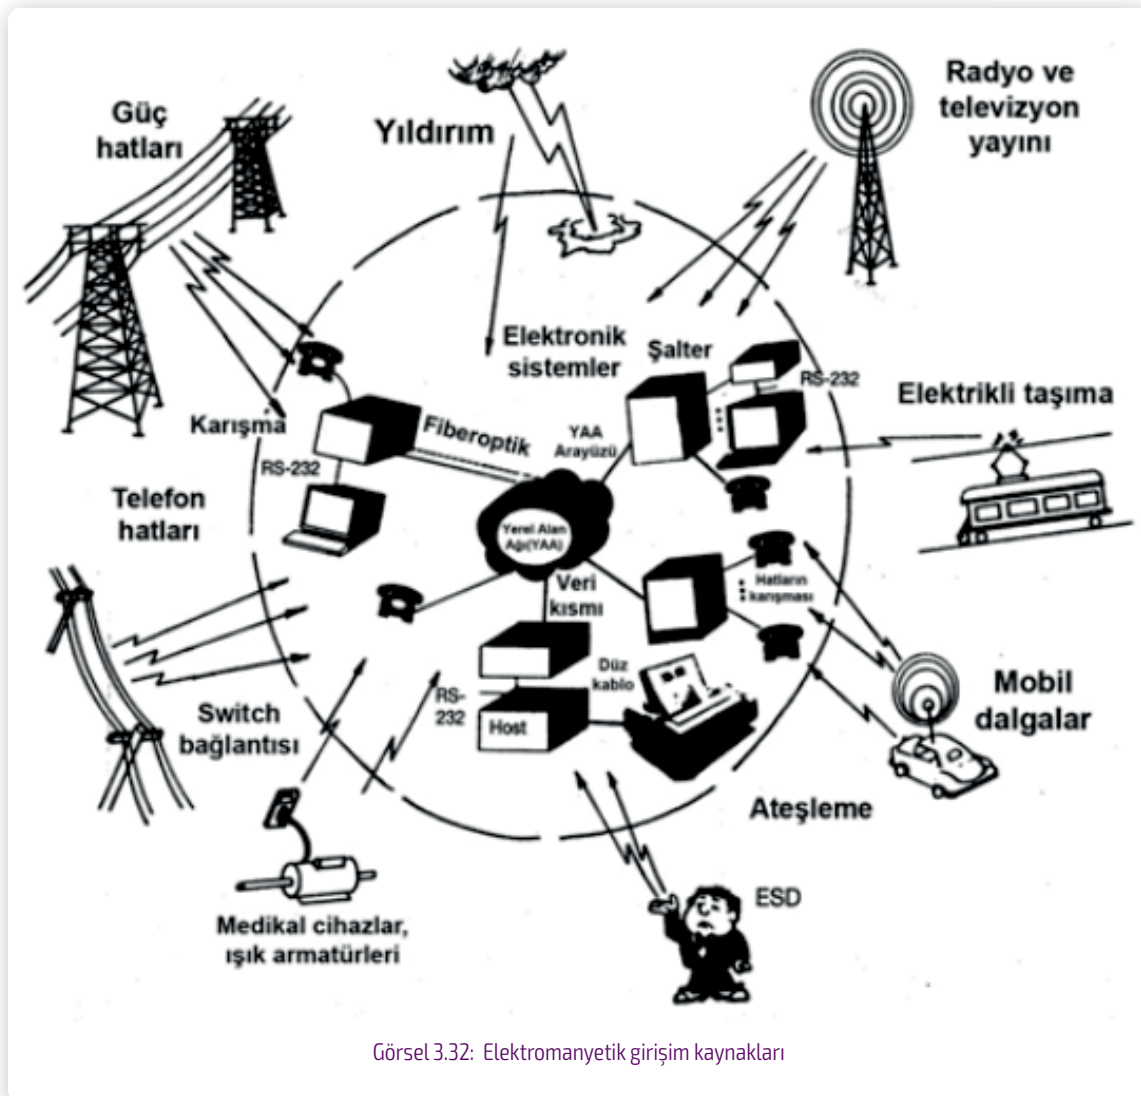 Güç
hatları
Yıldırım
Radyo ve
televizyon
yayını
Elektronik
sistemler
Şalter
RS-232
Elektrikli taşıma
Karışma
Fiberoptik
YAA
Arayüzü
RS-232
Telefon
hatları
Yerel Alan
Ağı(YAA)
Veri
kısmı
Hatların
karışması
Düz
kablo
RS-
232
Host
Mobil
dalgalar
Switch
bağlantısı
Ateşleme
ESD
Medikal cihazlar,
ışık armatürleri
Görsel 3.32: Elektromanyetik girişim kaynakları